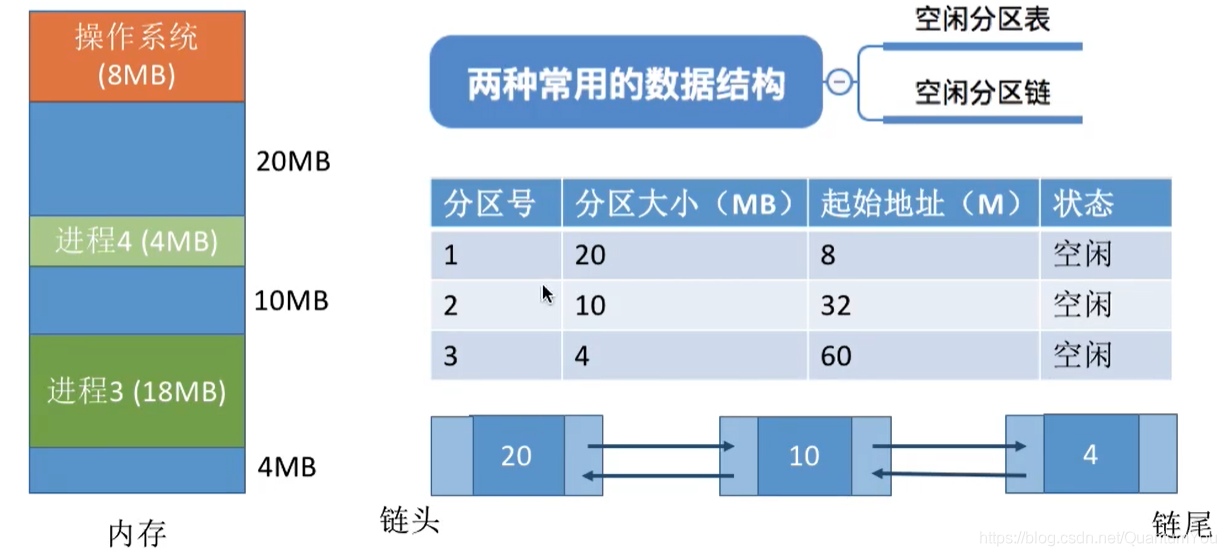 操作系统
(8MB)
20MB
进程4 (4MB)
10MB
进程3 (18MB)
4MB
内存
两种常用的数据结构
空闲分区表
空闲分区链
分区号 分区大小（MB） 起始地址（M） 状态
1 20 8 空闲
2 10 32 空闲
3 4 60 空闲
20 10 4
链头 链尾
https://blog.csdn.net/QuantumYou